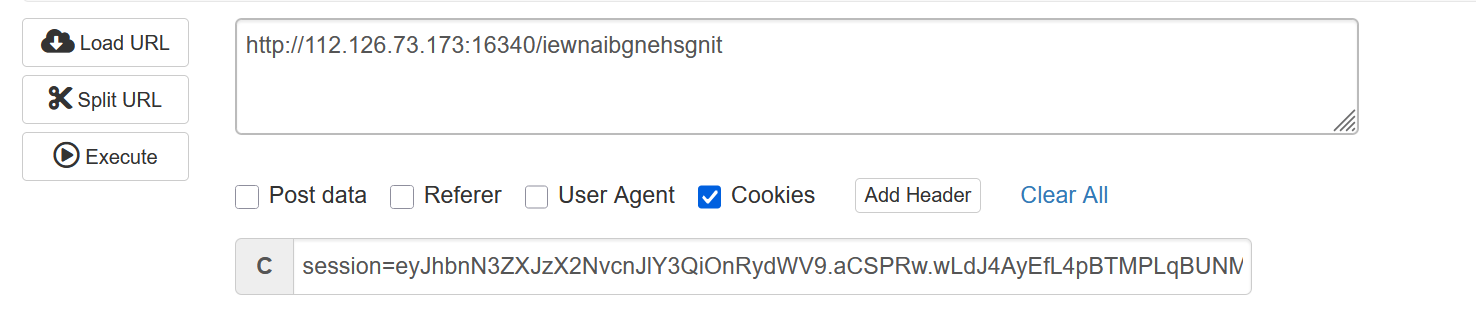 Load URL
http://112.126.73.173:16340/iewnaibgnehsgnit
Split URL
Execute
Post data Referer User Agent Cookies Add Header Clear All
C session=eyJhbnN3ZXJzX2NvcnJlY3QiOnRydWV9.aCSPRw.wLdJ4AyEfL4pBTMPLqBUNM